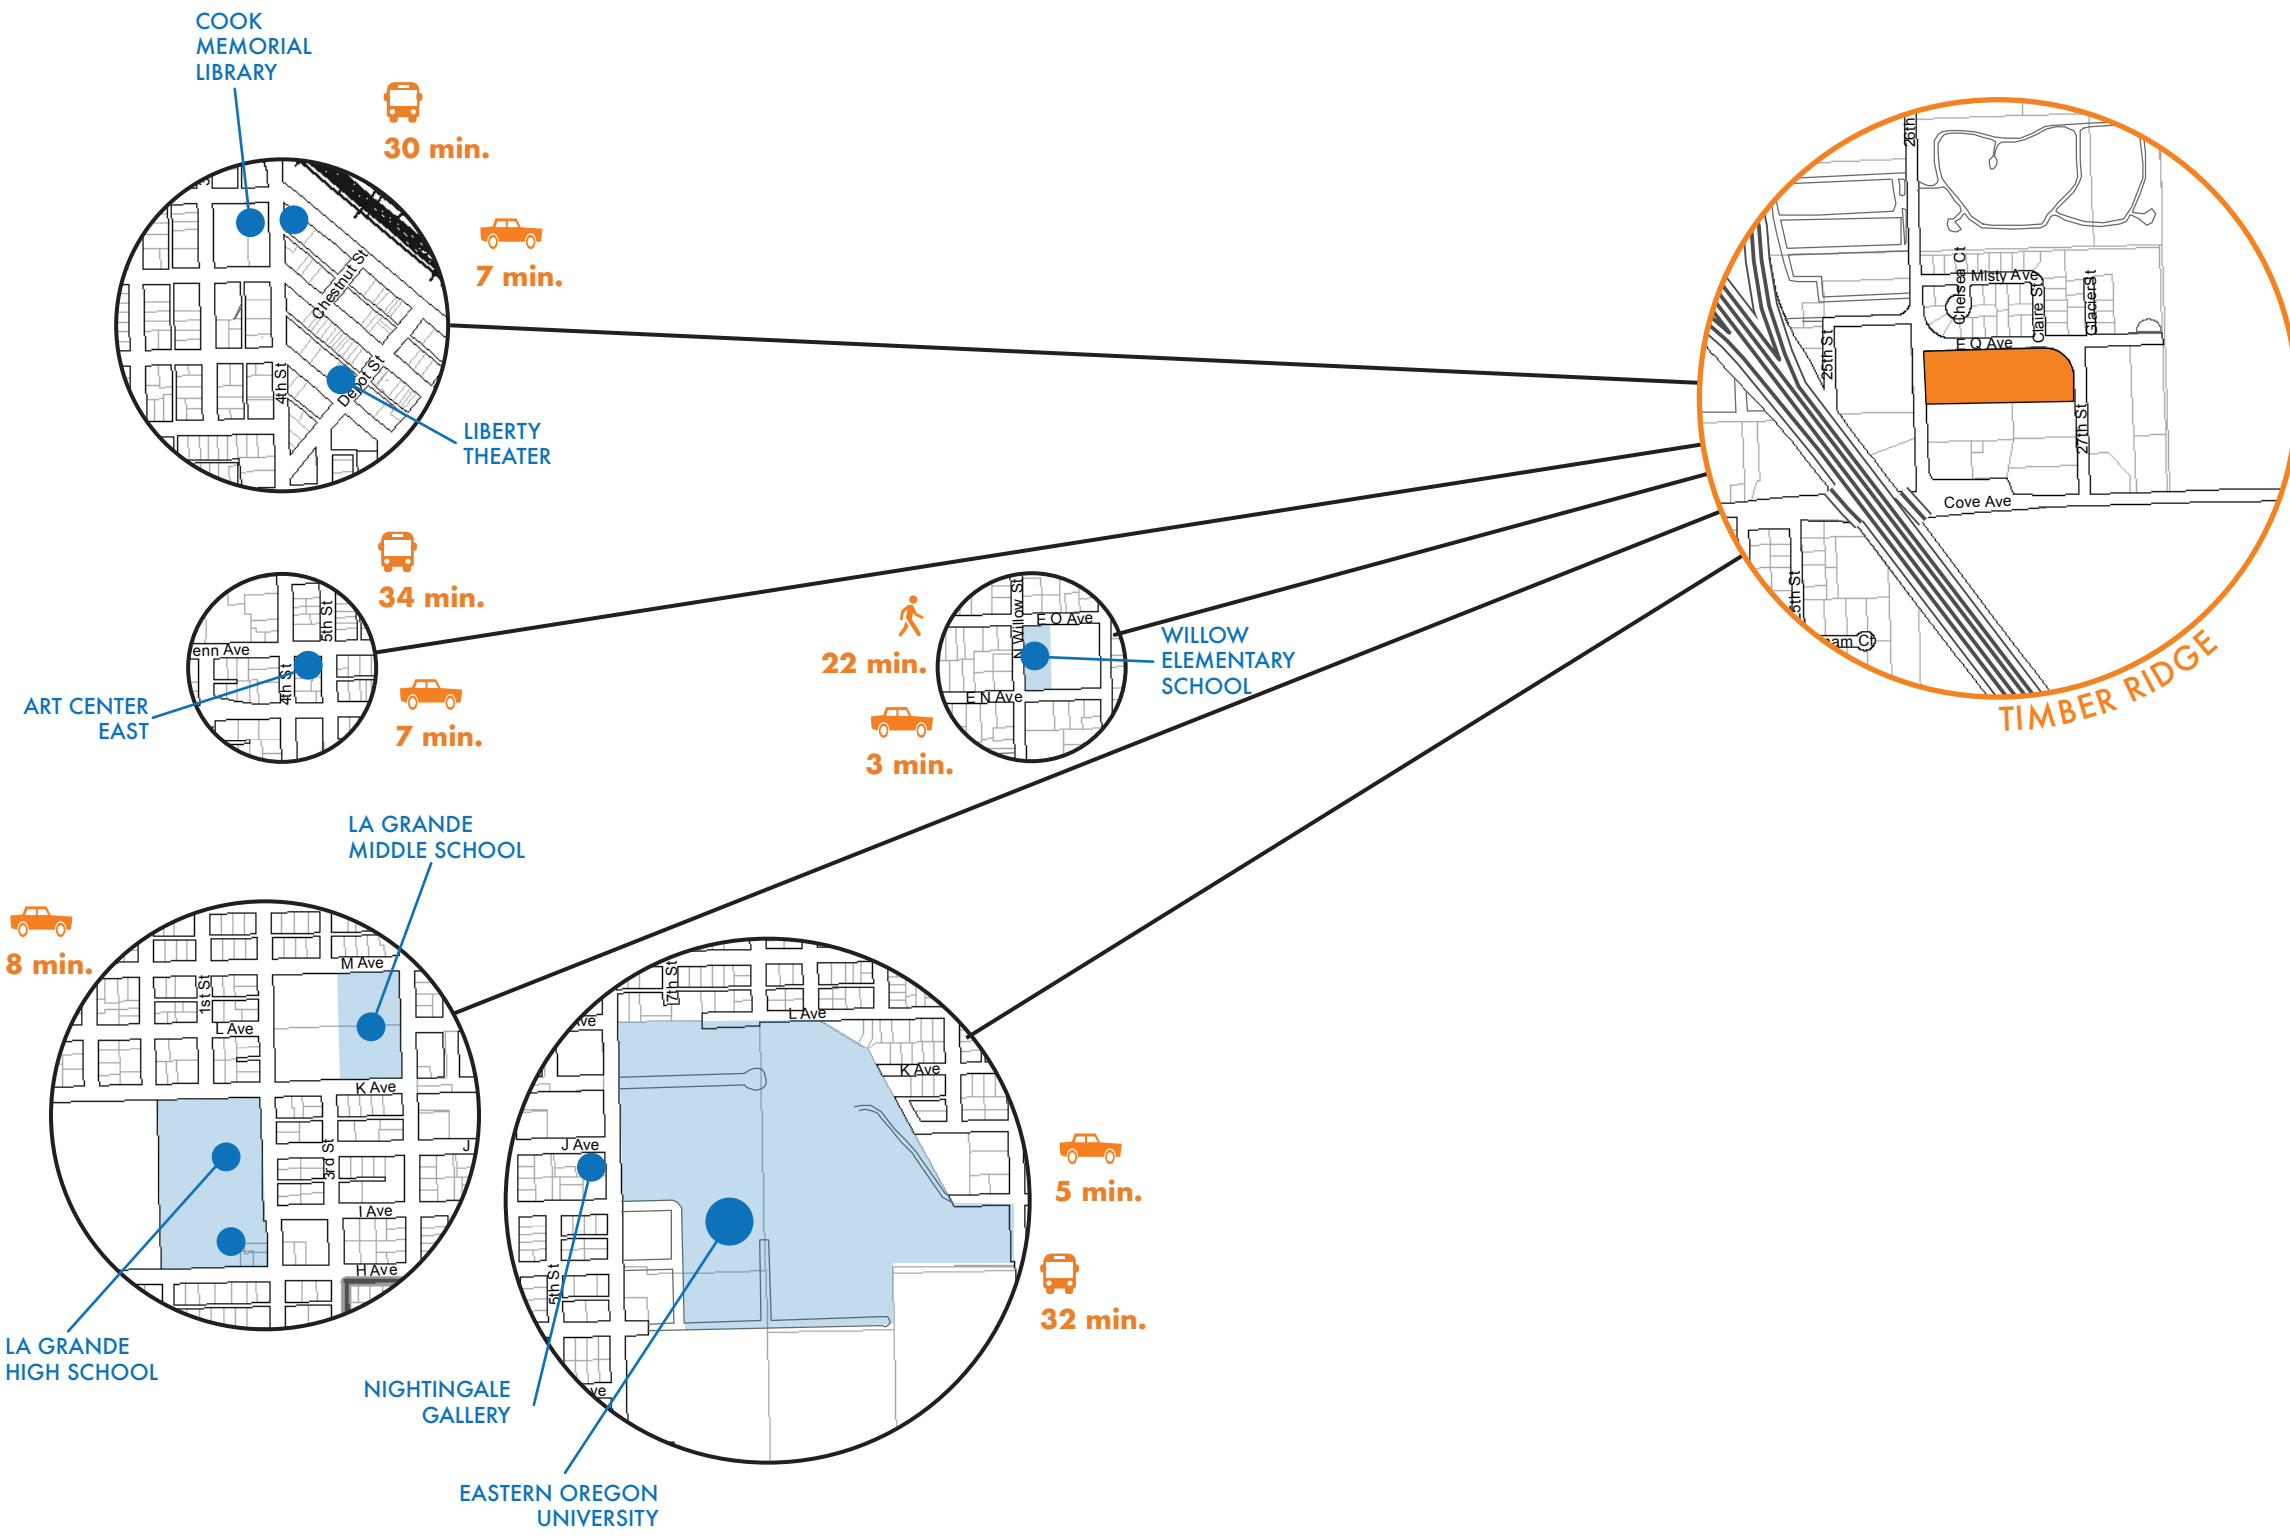 COOK
MEMORIAL
LIBRARY
30 min.
7 min.
Chestnut St
4th St
Depot St
LIBERTY
THEATER
26th
Chelsea Ct
Misty Ave
Claire St
Glacier St
E Q Ave
25th St
27th St
Cove Ave
TIMBER RIDGE
34 min.
5th St
enn Ave
4th St
ART CENTER
EAST
7 min.
22 min.
3 min.
N Willow St
E O Ave
E N Ave
WILLOW
ELEMENTARY
SCHOOL
LA GRANDE
MIDDLE SCHOOL
8 min.
M Ave
1st St
L Ave
K Ave
J
3rd St
I Ave
H Ave
LA GRANDE
HIGH SCHOOL
7th St
L Ave
ve
K Ave
J Ave
5th St
ve
5 min.
32 min.
NIGHTINGALE
GALLERY
EASTERN OREGON
UNIVERSITY